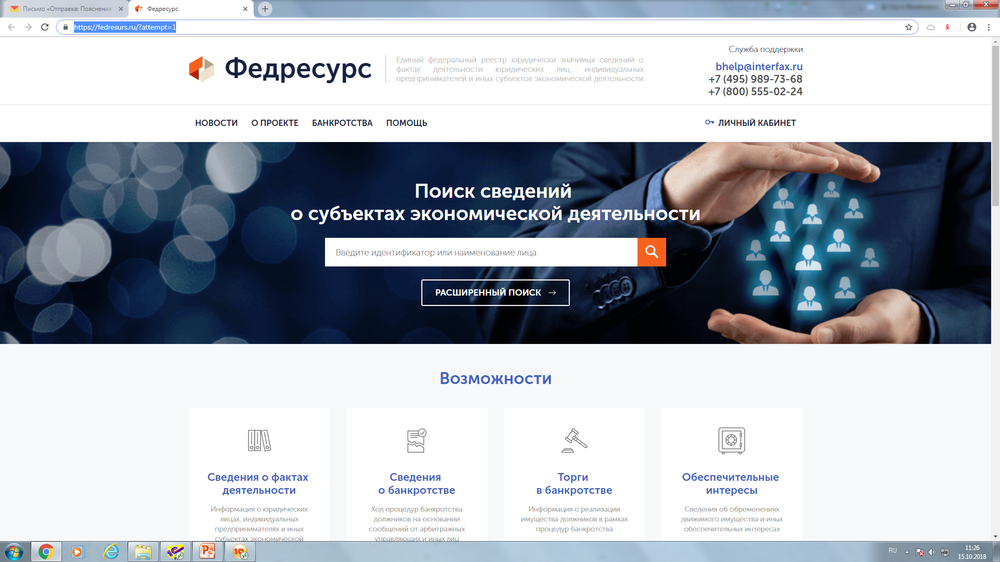 Письмо «Отправка: Пояснения
Федресурс
https://fedresurs.ru/?attempt=1
Я
Федресурс
Единый федеральный реестр юридически значимых сведений о
фактах деятельности юридических лиц, индивидуальных
предпринимателей и иных субъектов экономической деятельности
Служба поддержки
bhelp@interfax.ru
+7 (495) 989-73-68
+7 (800) 555-02-24
НОВОСТИ О ПРОЕКТЕ БАНКРОТСТВА ПОМОЩЬ
ЛИЧНЫЙ КАБИНЕТ
Поиск сведений
о субъектах экономической деятельности
Введите идентификатор или наименование лица
РАСШИРЕННЫЙ ПОИСК →
Возможности
Сведения о фактах
деятельности
Информация о юридических
лицах, индивидуальных
предпринимателях и иных
субъектах экономической
Сведения
о банкротстве
Ход процедур банкротства
должников на основании
сообщений от арбитражных
управляющих и иных лиц
Торги
в банкротстве
Информация о реализации
имущества должников в рамках
процедур банкротства
Обеспечительные
интересы
Сведения об обременениях
движимого имущества и иных
обеспечительных интересах
RU
11:26
15.10.2018